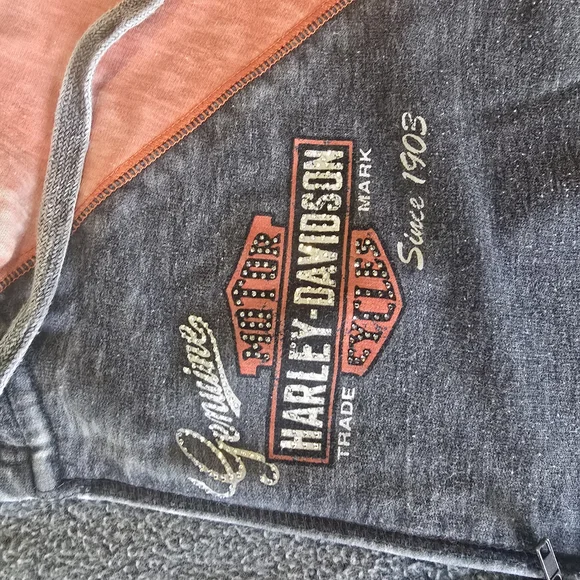 Genuine
MOTOR
HARLEY-DAVIDSON
CYCLES
TRADE MARK
Since 1903